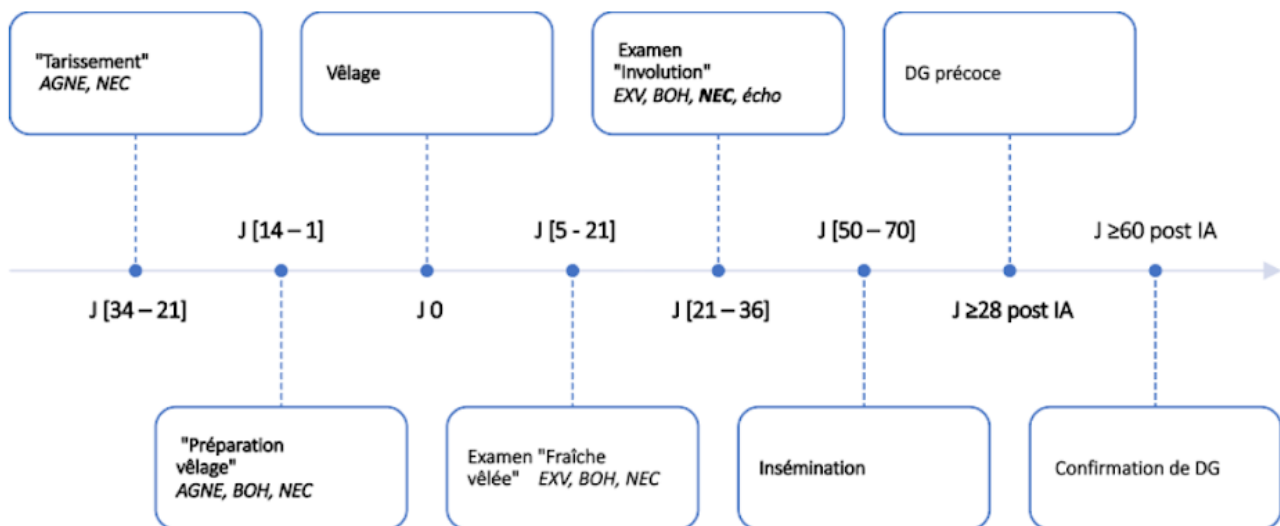 "Tarissement"
AGNE, NEC
Vêlage
Examen
"Involution"
EXV, BOH, NEC, écho
DG précoce
J [14 – 1]
J [5 - 21]
J [50 – 70]
J ≥60 post IA
J [34 – 21]
J 0
J [21 – 36]
J ≥28 post IA
"Préparation
vêlage"
AGNE, BOH, NEC
Examen "Fraîche
vêlée" EXV, BOH, NEC
Insémination
Confirmation de DG